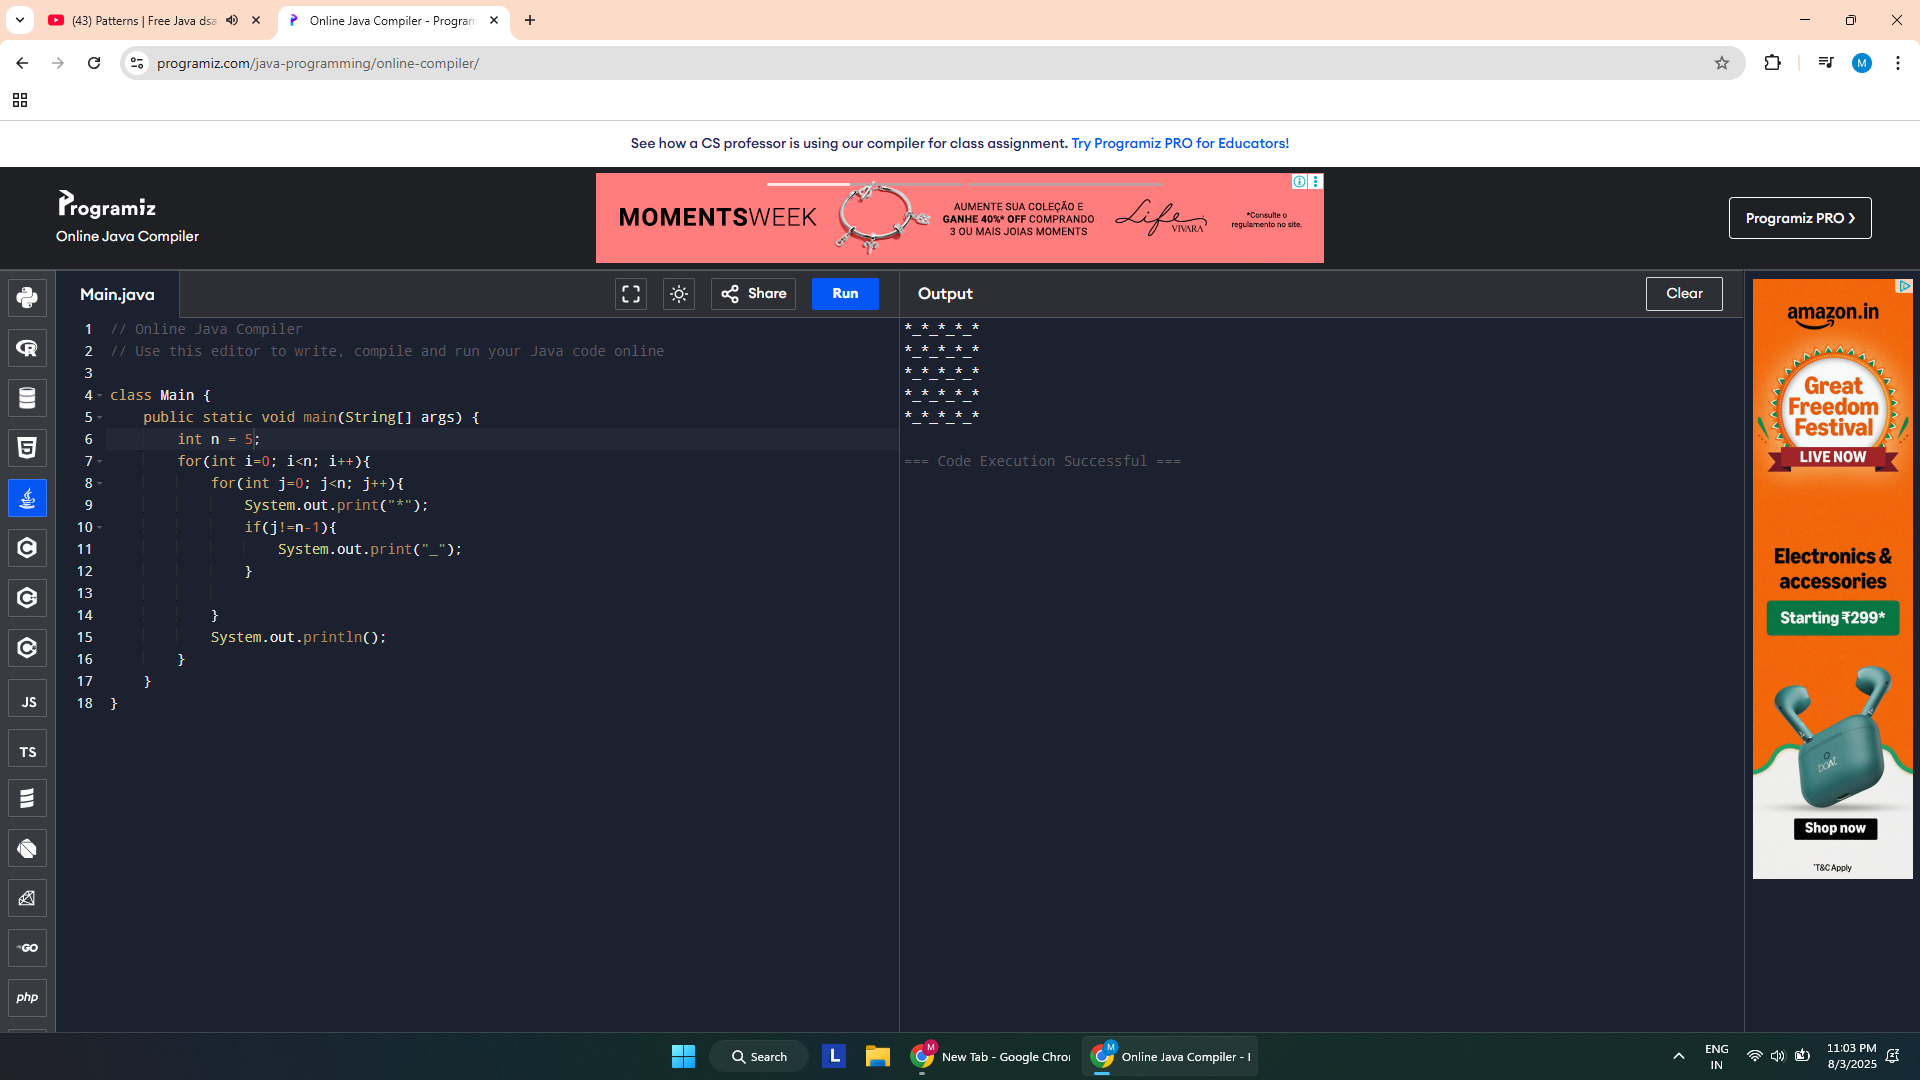 (43) Patterns | Free Java dsa
Online Java Compiler - Program
programiz.com/java-programming/online-compiler/
M
See how a CS professor is using our compiler for class assignment. Try Programiz PRO for Educators!
Programiz
Online Java Compiler
MOMENTSWEEK
AUMENTE SUA COLEÇÃO E
GANHE 40%* OFF COMPRANDO
3 OU MAIS JOIAS MOMENTS
Life
VIVARA
*Consulte o
regulamento no site.
Programiz PRO ›
Main.java
Share
Run
Output
Clear
1 // Online Java Compiler
2 // Use this editor to write, compile and run your Java code online
3
4 class Main {
5     public static void main(String[] args) {
6         int n = 5;
7         for(int i=0; i<n; i++){
8             for(int j=0; j<n; j++){
9                 System.out.print("*");
10                 if(j!=n-1){
11                     System.out.print("_");
12                 }
13
14             }
15             System.out.println();
16         }
17     }
18 }
*_*_*_*_*
*_*_*_*_*
*_*_*_*_*
*_*_*_*_*
*_*_*_*_*
=== Code Execution Successful ===
R
5
C
C
C
JS
TS
GO
php
amazon.in
Great
Freedom
Festival
LIVE NOW
Electronics &
accessories
Starting ₹299*
boAt
Shop now
*T&C Apply
Search
L
M
New Tab - Google Chro
M
Online Java Compiler - I
ENG
IN
11:03 PM
8/3/2025